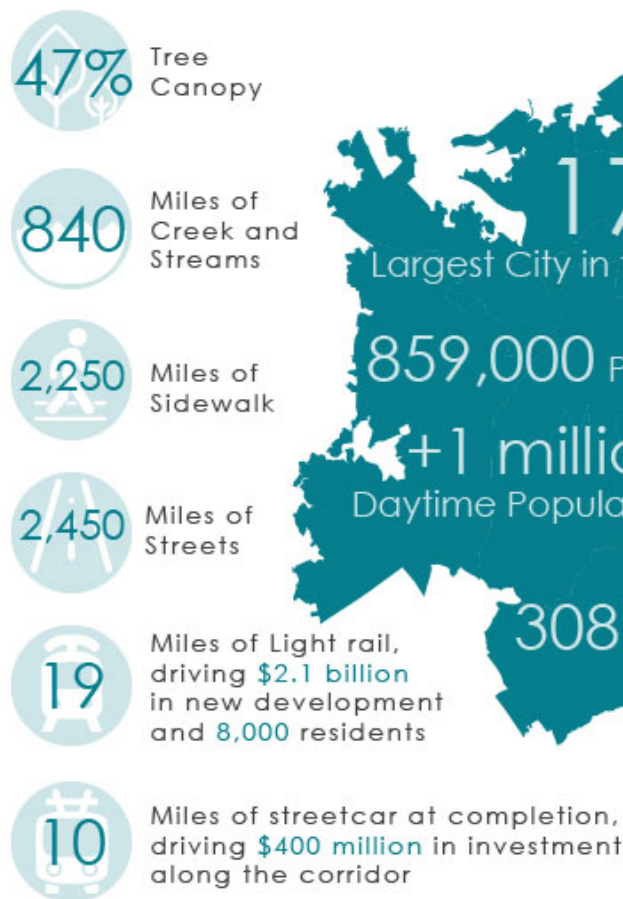 47% Tree
Canopy
840 Miles of
Creek and
Streams
2,250 Miles of
Sidewalk
2,450 Miles of
Streets
19 Miles of Light rail,
driving $2.1 billion
in new development
and 8,000 residents
10 Miles of streetcar at completion,
driving $400 million in investment
along the corridor
17
Largest City in
859,000
+1
Daytime
308